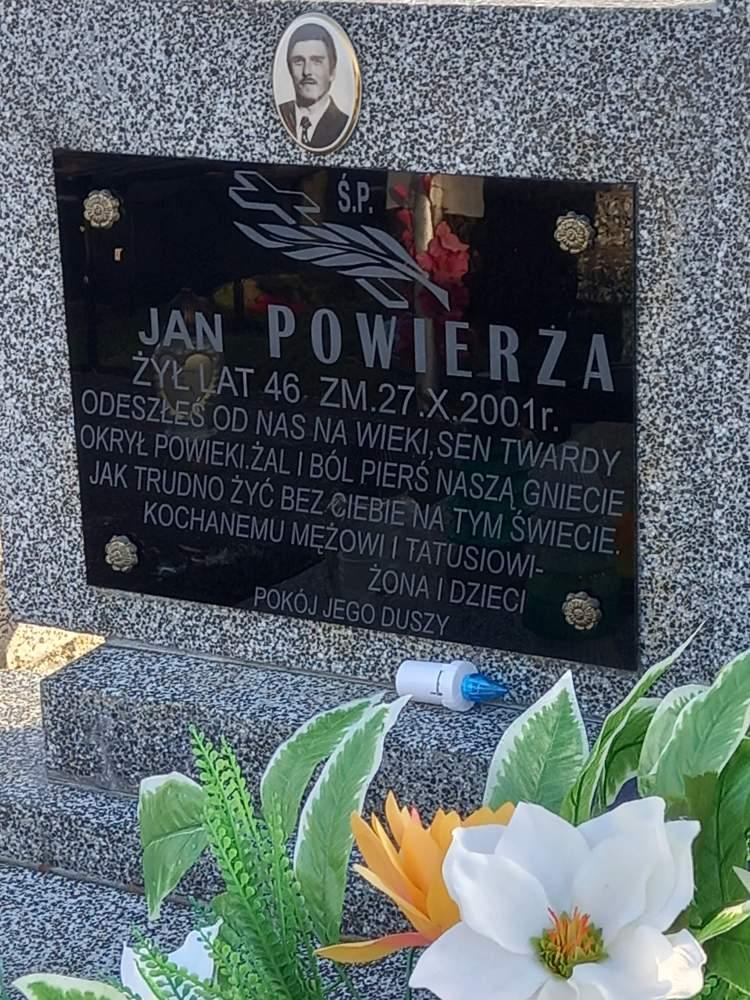 Ś.P.
JAN POWIERŻA
ŻYŁ LAT 46 ZM.27.X.2001r.
ODESZŁEŚ OD NAS NA WIEKI,SEN TWARDY
OKRYŁ POWIEKI.ŻAL I BÓL PIERŚ NASZĄ GNIECIE
JAK TRUDNO ŻYĆ BEZ CIEBIE NA TYM ŚWIECIE.
KOCHANEMU MĘŻOWI I TATUSIOWI-
ŻONA I DZIECI
POKÓJ JEGO DUSZY